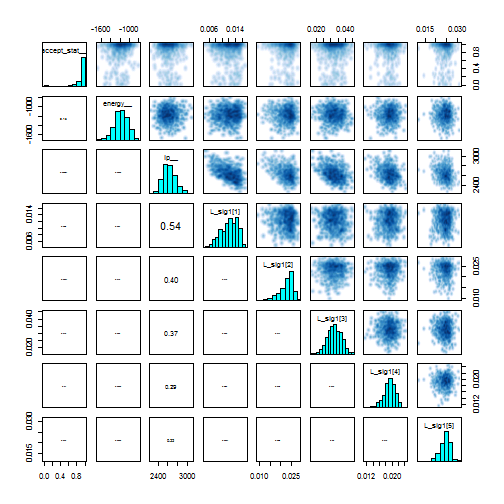 -1600 -1000 0.006 0.014 0.020 0.040 0.015 0.030
accept_stat__
0.0 0.4 0.8
energy__
-1600 -1000
lp__
2400 3000
0.006 0.014
L_sig1[1]
0.54
L_sig1[2]
0.40
0.010 0.025
0.020 0.040
L_sig1[3]
0.37
L_sig1[4]
0.29
0.012 0.020
0.015 0.030
L_sig1[5]
0.0 0.4 0.8 2400 3000 0.010 0.025 0.012 0.020